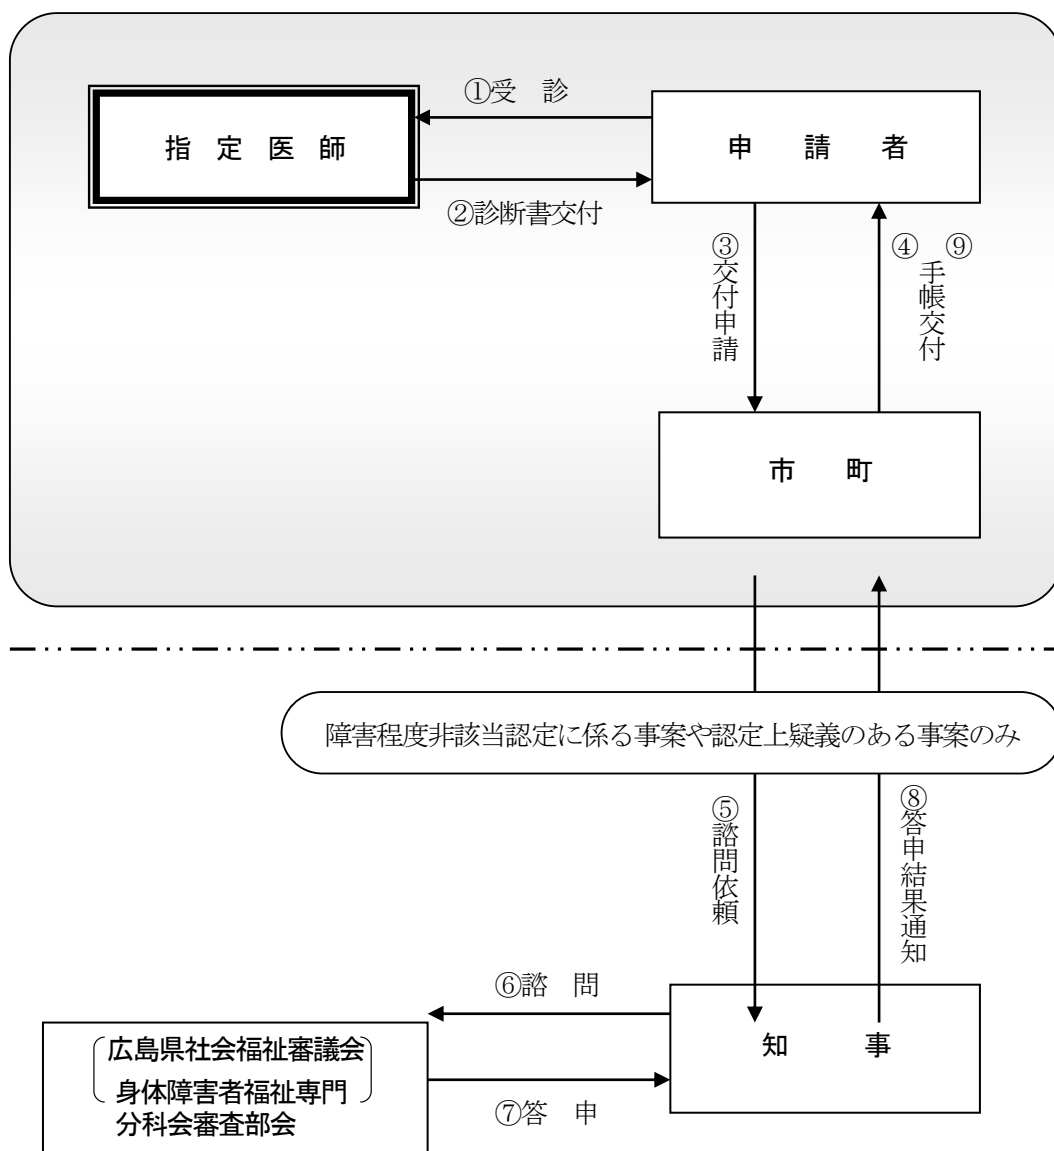 ①受　診
指　定　医　師
申　請　者
②診断書交付
③交付申請
④⑨手帳交付
市　町
障害程度非該当認定に係る事案や認定上疑義のある事案のみ
⑤諮問依頼
⑧答申結果通知
⑥諮　問
知　事
広島県社会福祉審議会
身体障害者福祉専門
分科会審査部会
⑦答　申